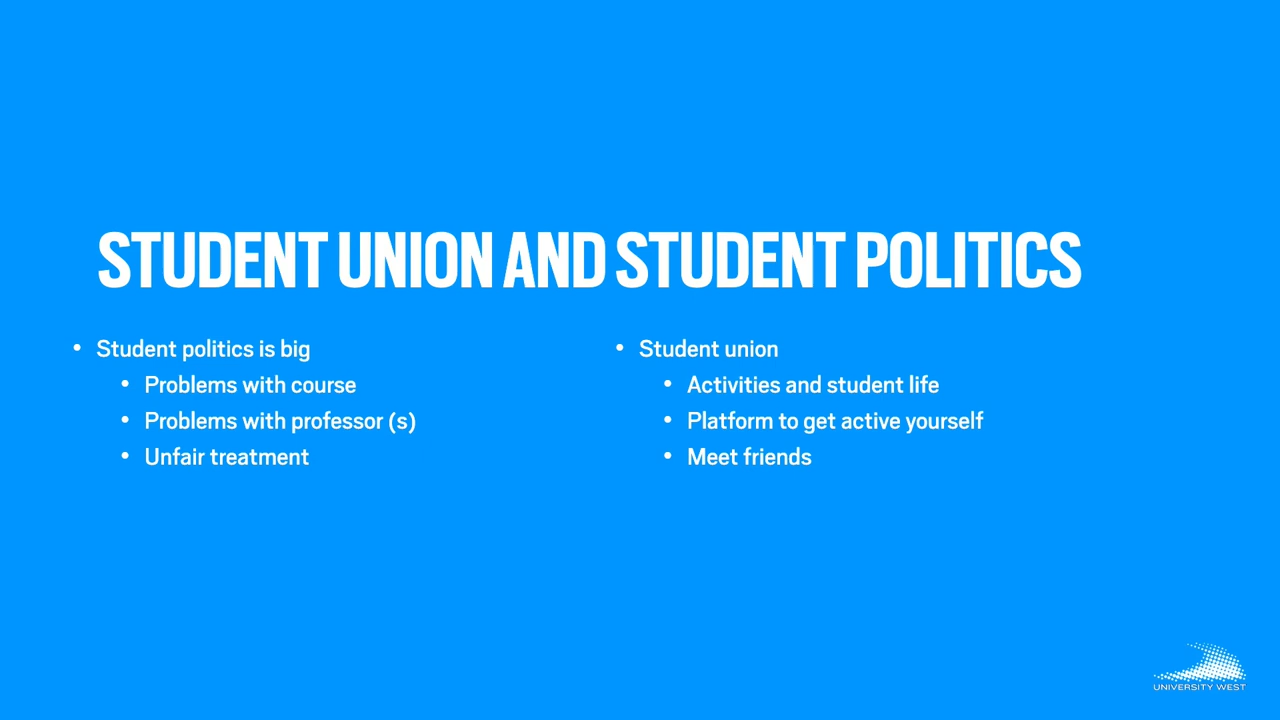 STUDENT UNION AND STUDENT POLITICS
• Student politics is big
• Problems with course
• Problems with professor (s)
• Unfair treatment
• Student union
• Activities and student life
• Platform to get active yourself
• Meet friends
UNIVERSITY WEST